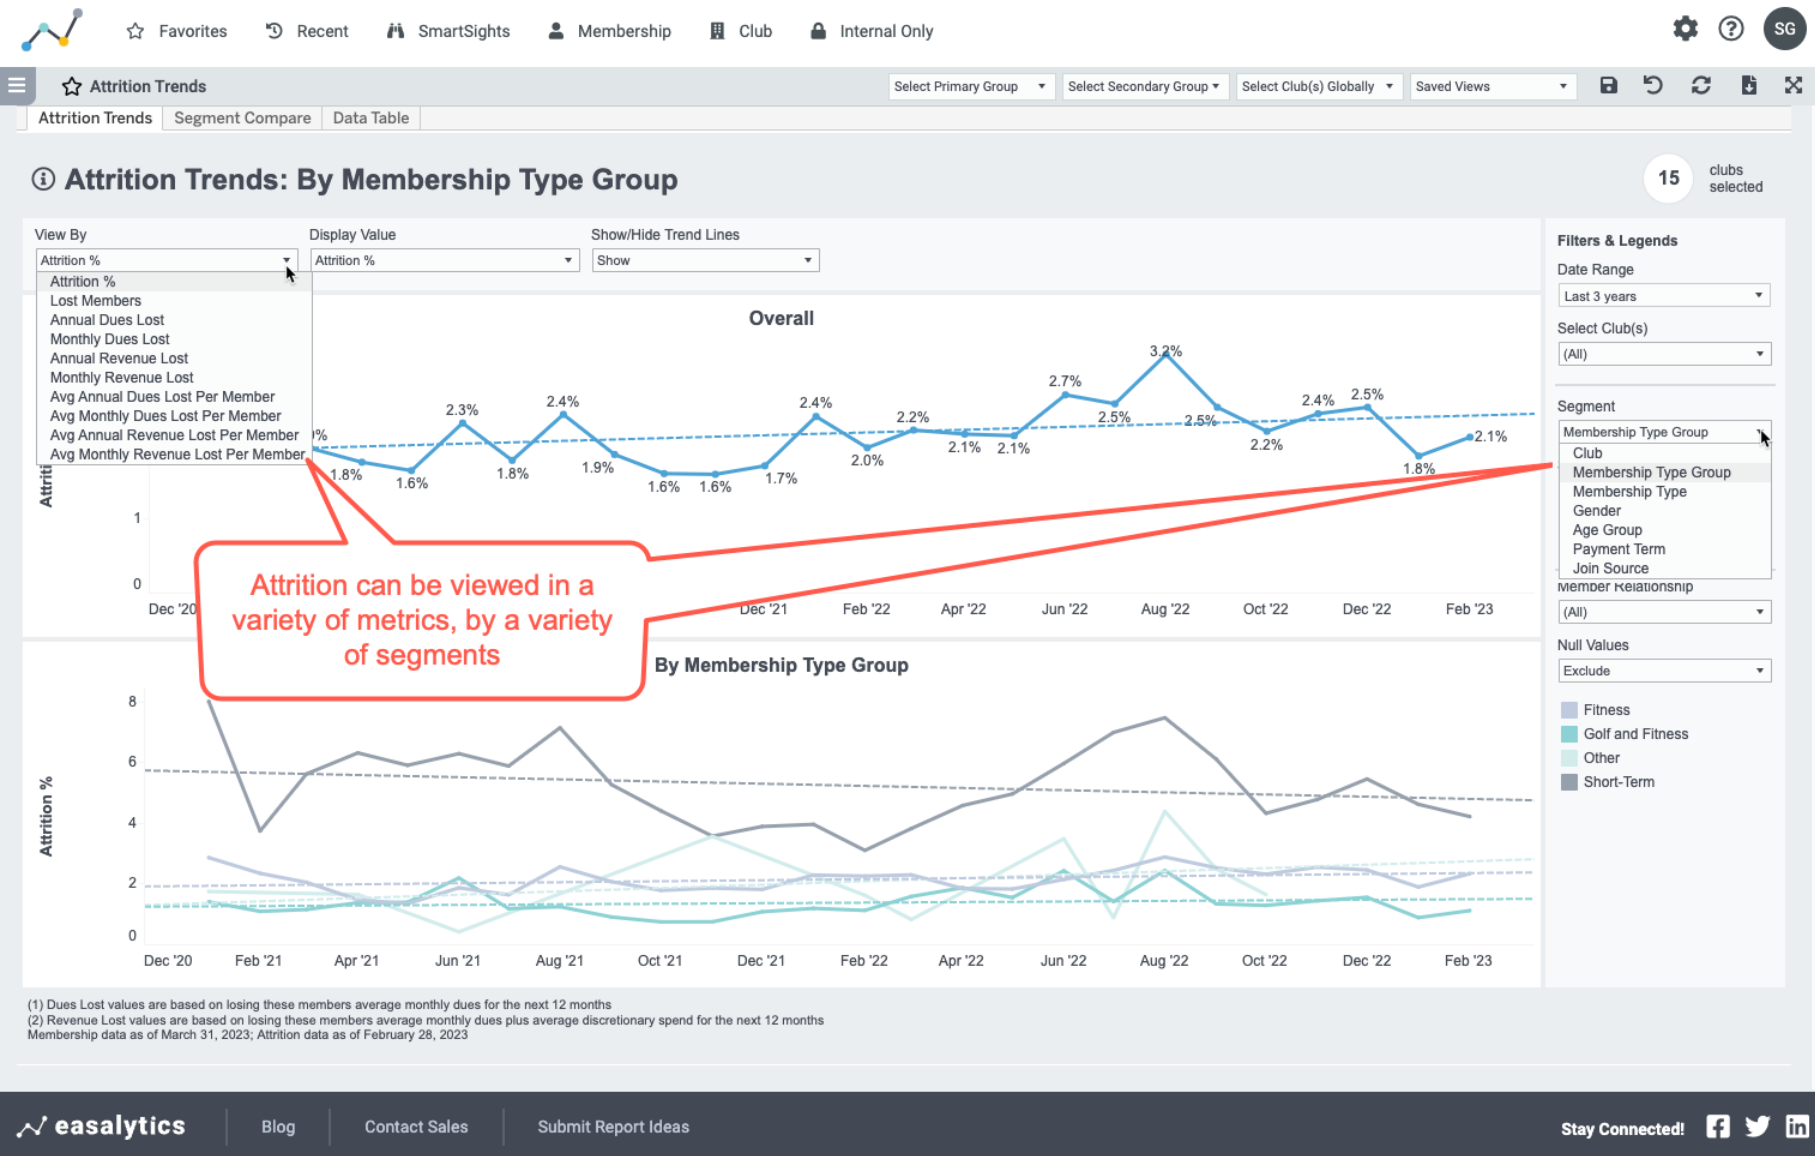 Favorites Recent SmartSights Membership Club Internal Only SG
Attrition Trends Select Primary Group Select Secondary Group Select Club(s) Globally Saved Views
Attrition Trends Segment Compare Data Table
Attrition Trends: By Membership Type Group
15 clubs selected
View By Display Value Show/Hide Trend Lines
Attrition % Attrition % Show
Attrition %
Lost Members
Annual Dues Lost
Monthly Dues Lost
Annual Revenue Lost
Monthly Revenue Lost
Avg Annual Dues Lost Per Member
Avg Monthly Dues Lost Per Member
Avg Annual Revenue Lost Per Member
Avg Monthly Revenue Lost Per Member
Overall
1.8% 1.6% 2.3% 1.8% 2.4% 1.9% 1.6% 1.6% 1.7% 2.4% 2.0% 2.2% 2.1% 2.1% 2.7% 2.5% 3.2% 2.5% 2.2% 2.4% 2.5% 1.8% 2.1%
1
0
Dec '20 Dec '21 Feb '22 Apr '22 Jun '22 Aug '22 Oct '22 Dec '22 Feb '23
Attrition can be viewed in a
variety of metrics, by a variety
of segments
By Membership Type Group
Attrition %
8
6
4
2
0
Dec '20 Feb '21 Apr '21 Jun '21 Aug '21 Oct '21 Dec '21 Feb '22 Apr '22 Jun '22 Aug '22 Oct '22 Dec '22 Feb '23
Filters & Legends
Date Range
Last 3 years
Select Club(s)
(All)
Segment
Membership Type Group
Club
Membership Type Group
Membership Type
Gender
Age Group
Payment Term
Join Source
Member Relationship
(All)
Null Values
Exclude
Fitness
Golf and Fitness
Other
Short-Term
(1) Dues Lost values are based on losing these members average monthly dues for the next 12 months
(2) Revenue Lost values are based on losing these members average monthly dues plus average discretionary spend for the next 12 months
Membership data as of March 31, 2023; Attrition data as of February 28, 2023
easalytics Blog Contact Sales Submit Report Ideas Stay Connected!